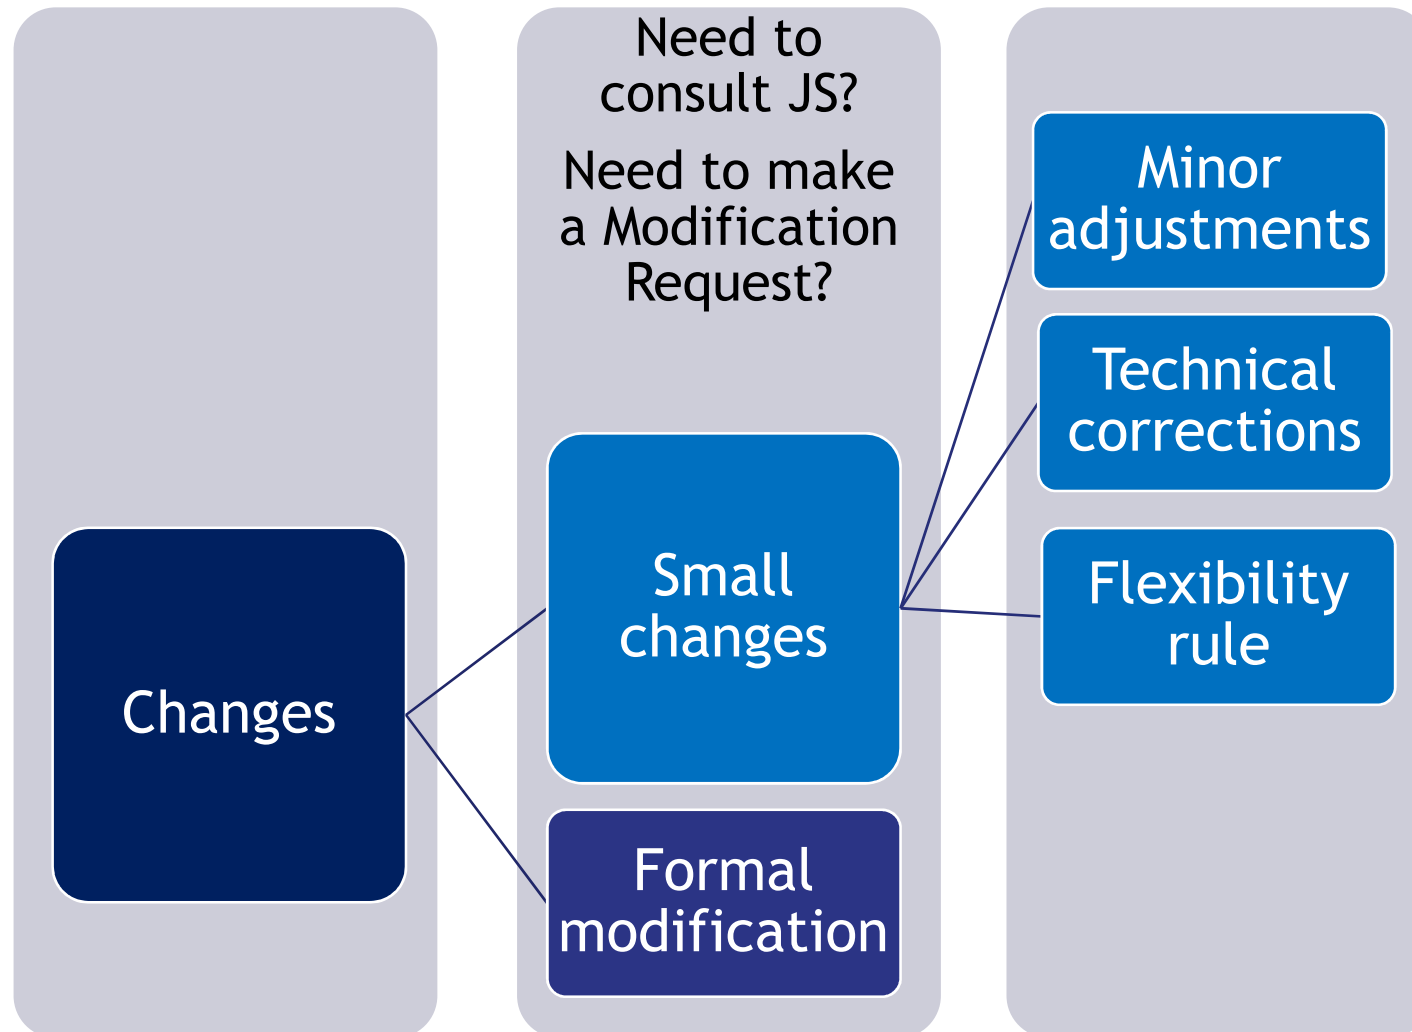 Need to
consult JS?
Need to make
a Modification
Request?
Minor
adjustments
Technical
corrections
Flexibility
rule
Small
changes
Changes
Formal
modification